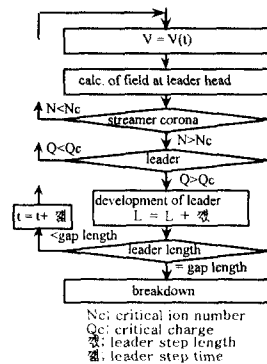 V = V(t)
calc. of field at leader head
N<Nc
streamer corona
N>Nc
Q<Qc
leader
Q>Qc
development of leader
L = L +
t = t+
<gap length
leader length
= gap length
breakdown
Nc: critical ion number
Qc: critical charge
: leader step length
: leader step time